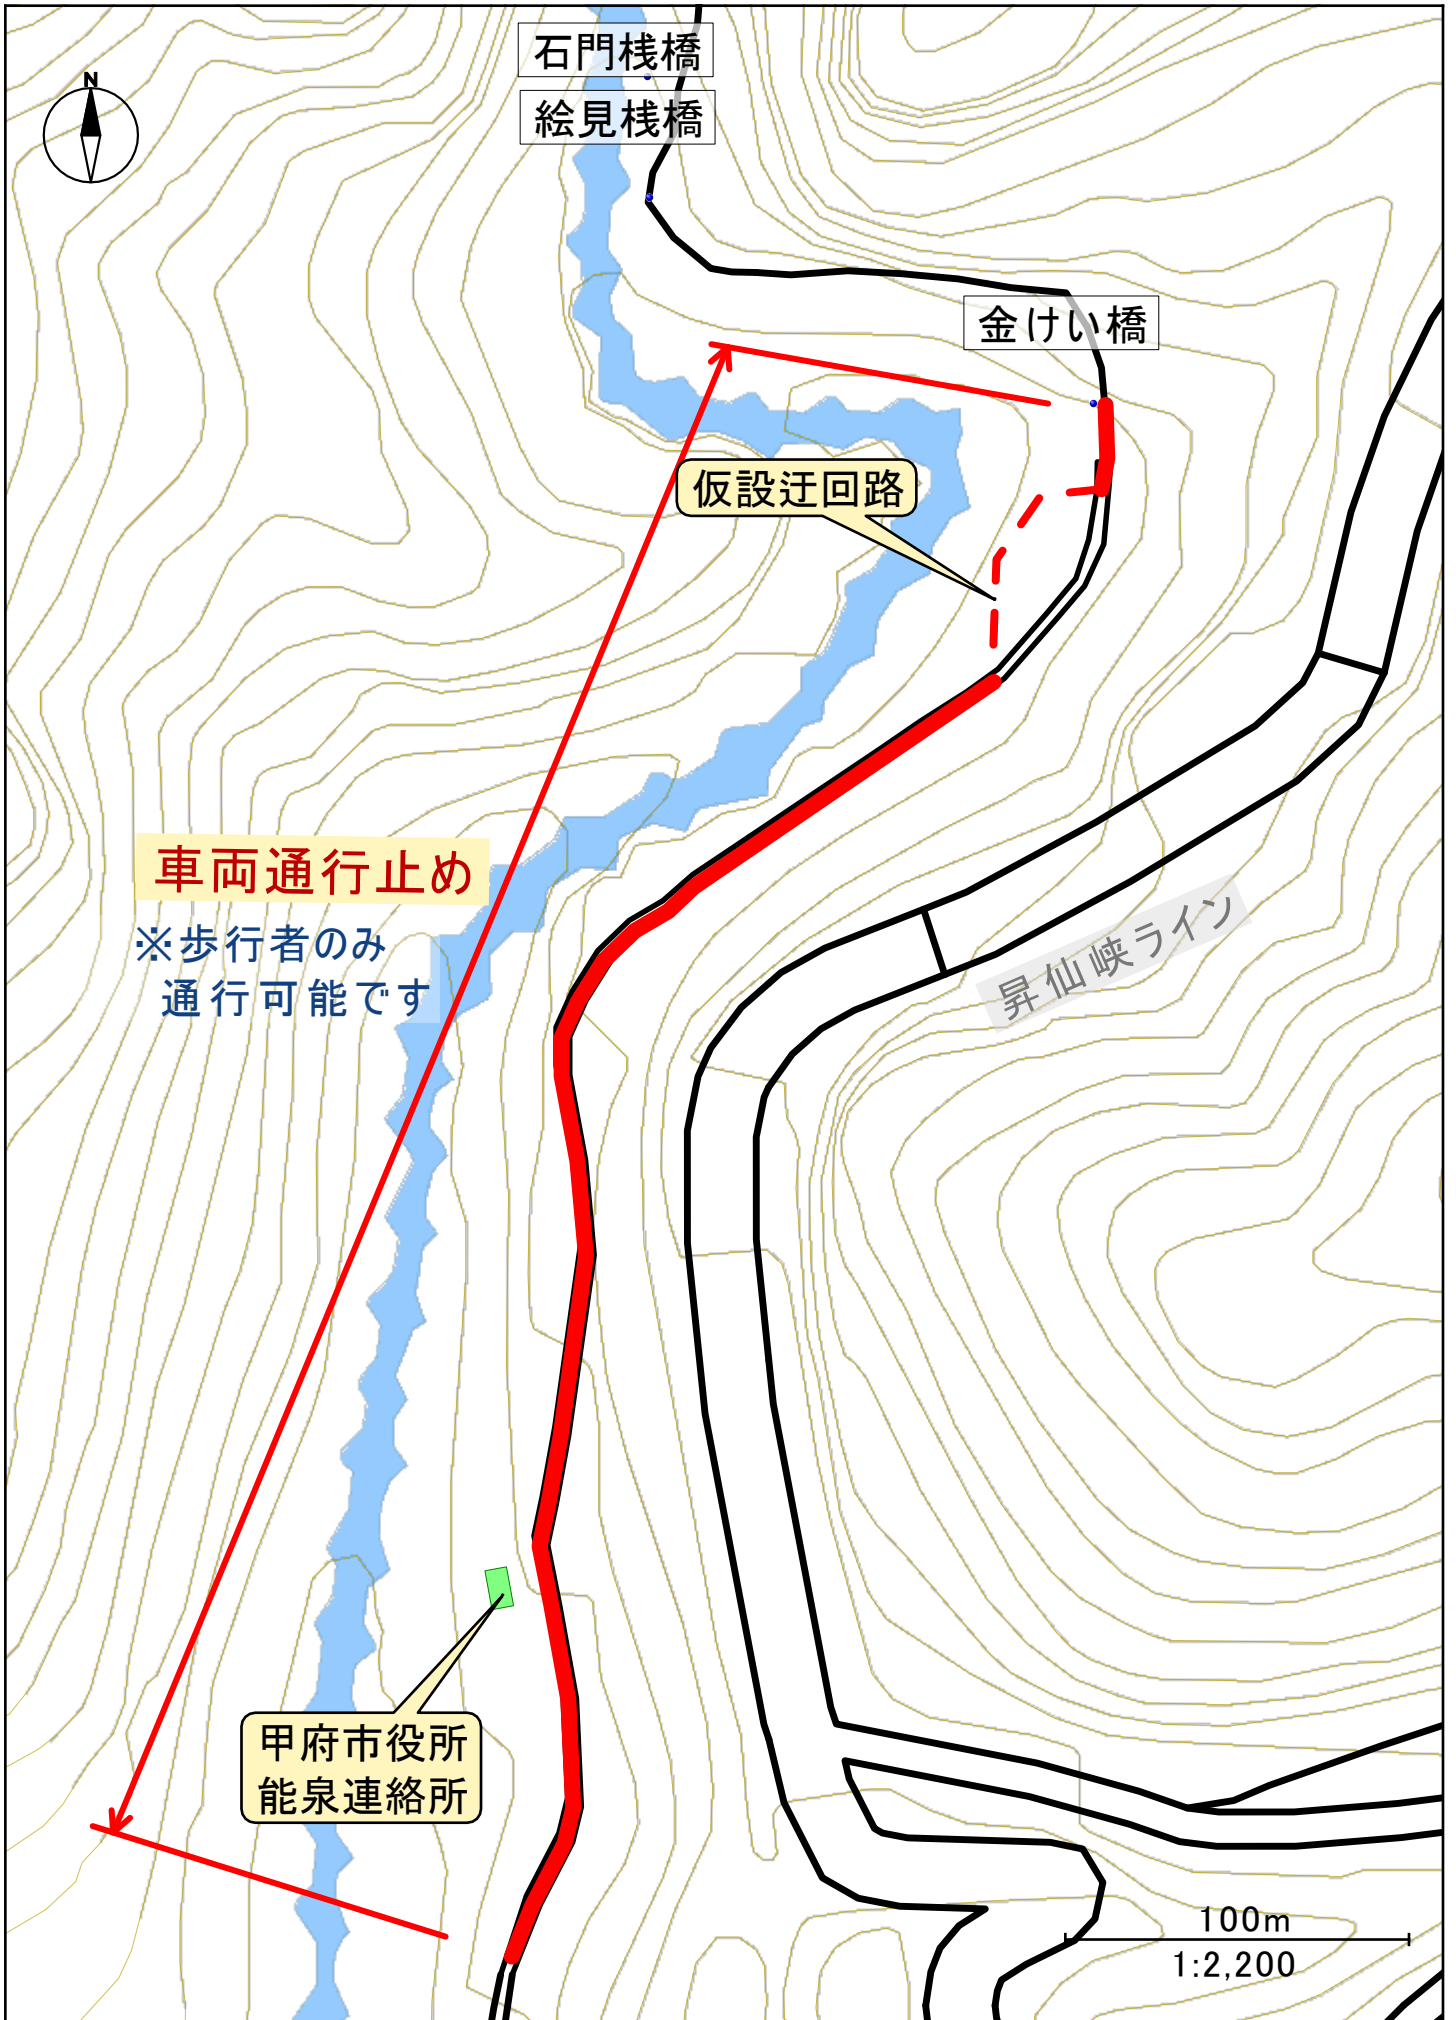 石門桟橋
N
絵見桟橋
金けい橋
仮設迂回路
車両通行止め
※歩行者のみ
通行可能です
昇仙峡ライン
甲府市役所
能泉連絡所
100m
1:2,200